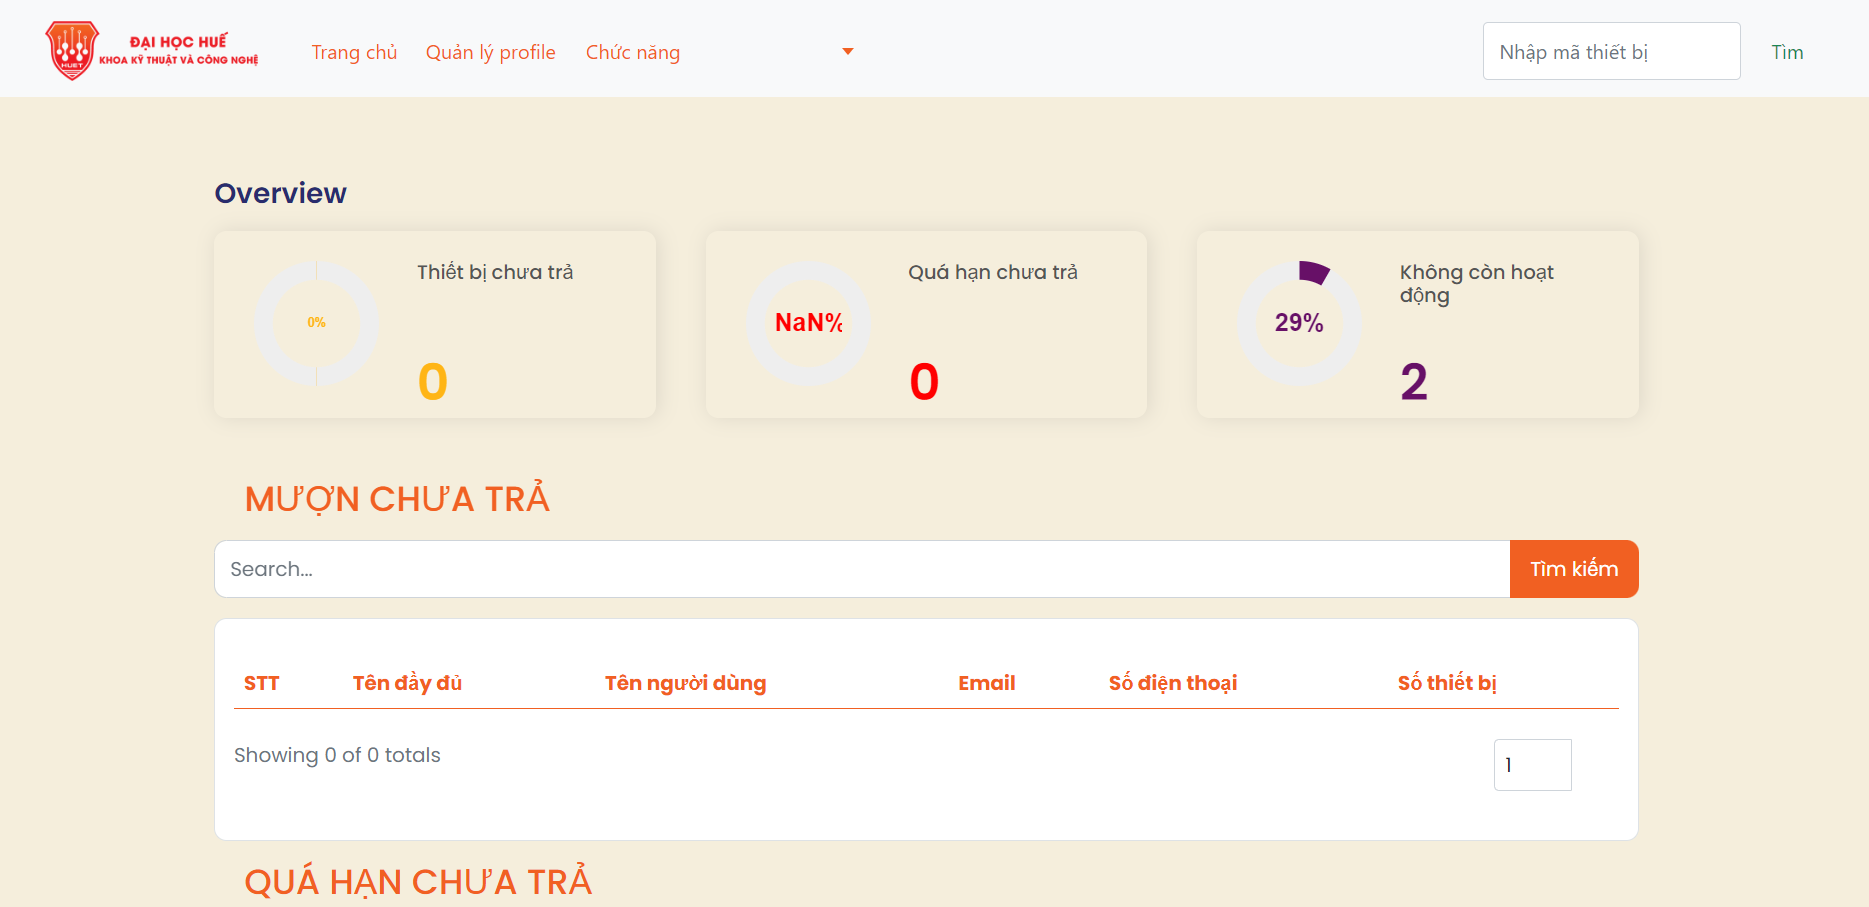 ĐẠI HỌC HUẾ
KHOA KỸ THUẬT VÀ CÔNG NGHỆ
HUET
Trang chủ
Quản lý profile
Chức năng
Nhập mã thiết bị
Tìm
Overview
Thiết bị chưa trả
0%
0
Quá hạn chưa trả
NaN%
0
Không còn hoạt
động
29%
2
MƯỢN CHƯA TRẢ
Search...
Tìm kiếm
STT Tên đầy đủ Tên người dùng Email Số điện thoại Số thiết bị
Showing 0 of 0 totals
1
QUÁ HẠN CHƯA TRẢ